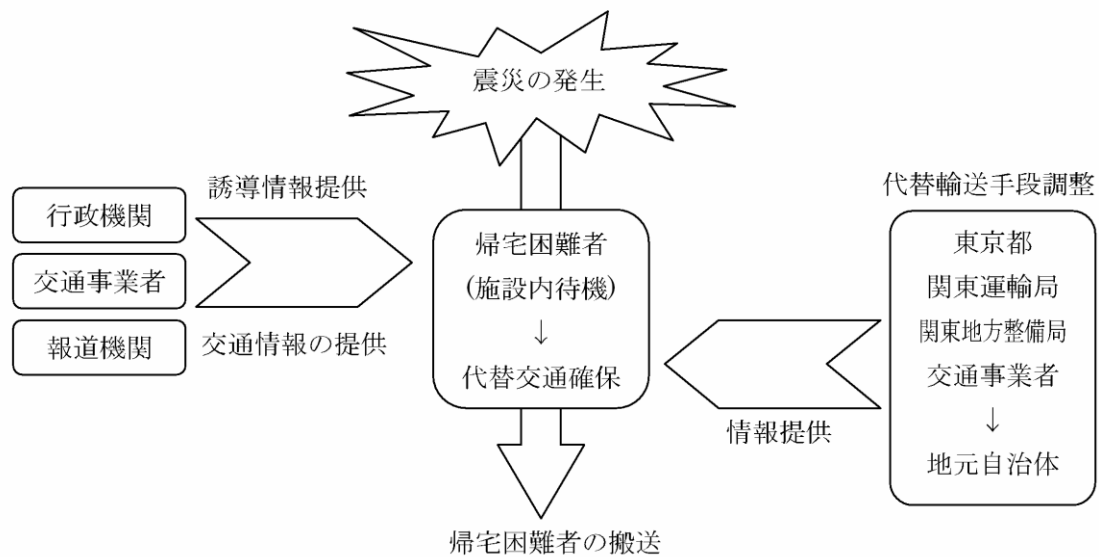 震災の発生
誘導情報提供
行政機関
交通事業者
報道機関
交通情報の提供
帰宅困難者
(施設内待機)
↓
代替交通確保
代替輸送手段調整
東京都
関東運輸局
関東地方整備局
交通事業者
↓
地元自治体
情報提供
帰宅困難者の搬送